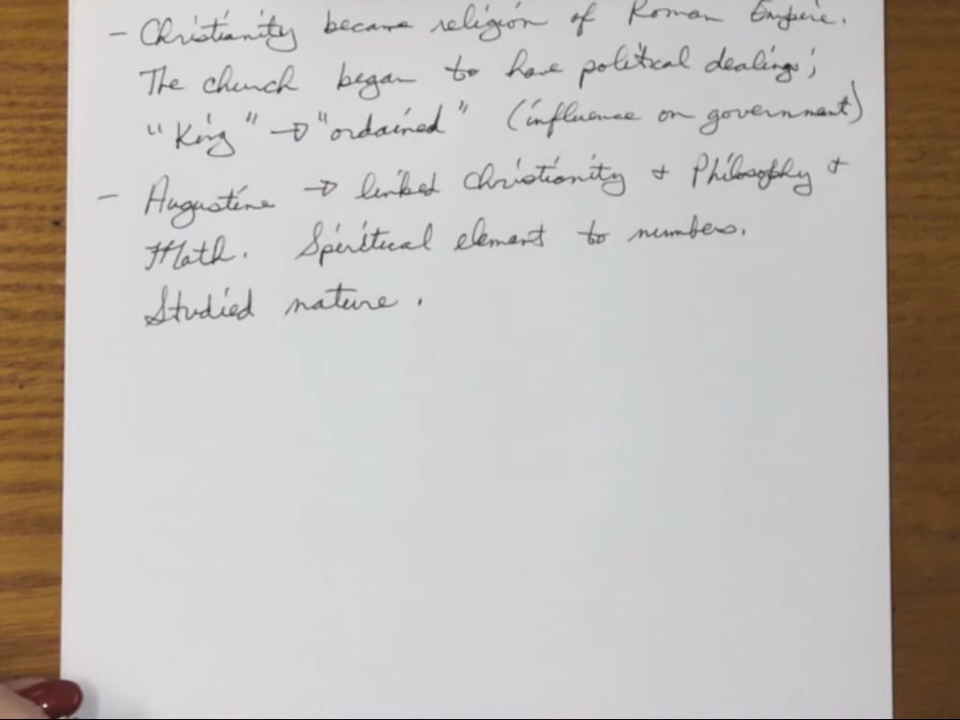 - Christianity became religion of Roman Empire.
The church began to have political dealings;
"King" → "ordained" (influence on government)
- Augustine → linked Christianity + Philosophy +
Math. Spiritual element to numbers.
Studied nature.